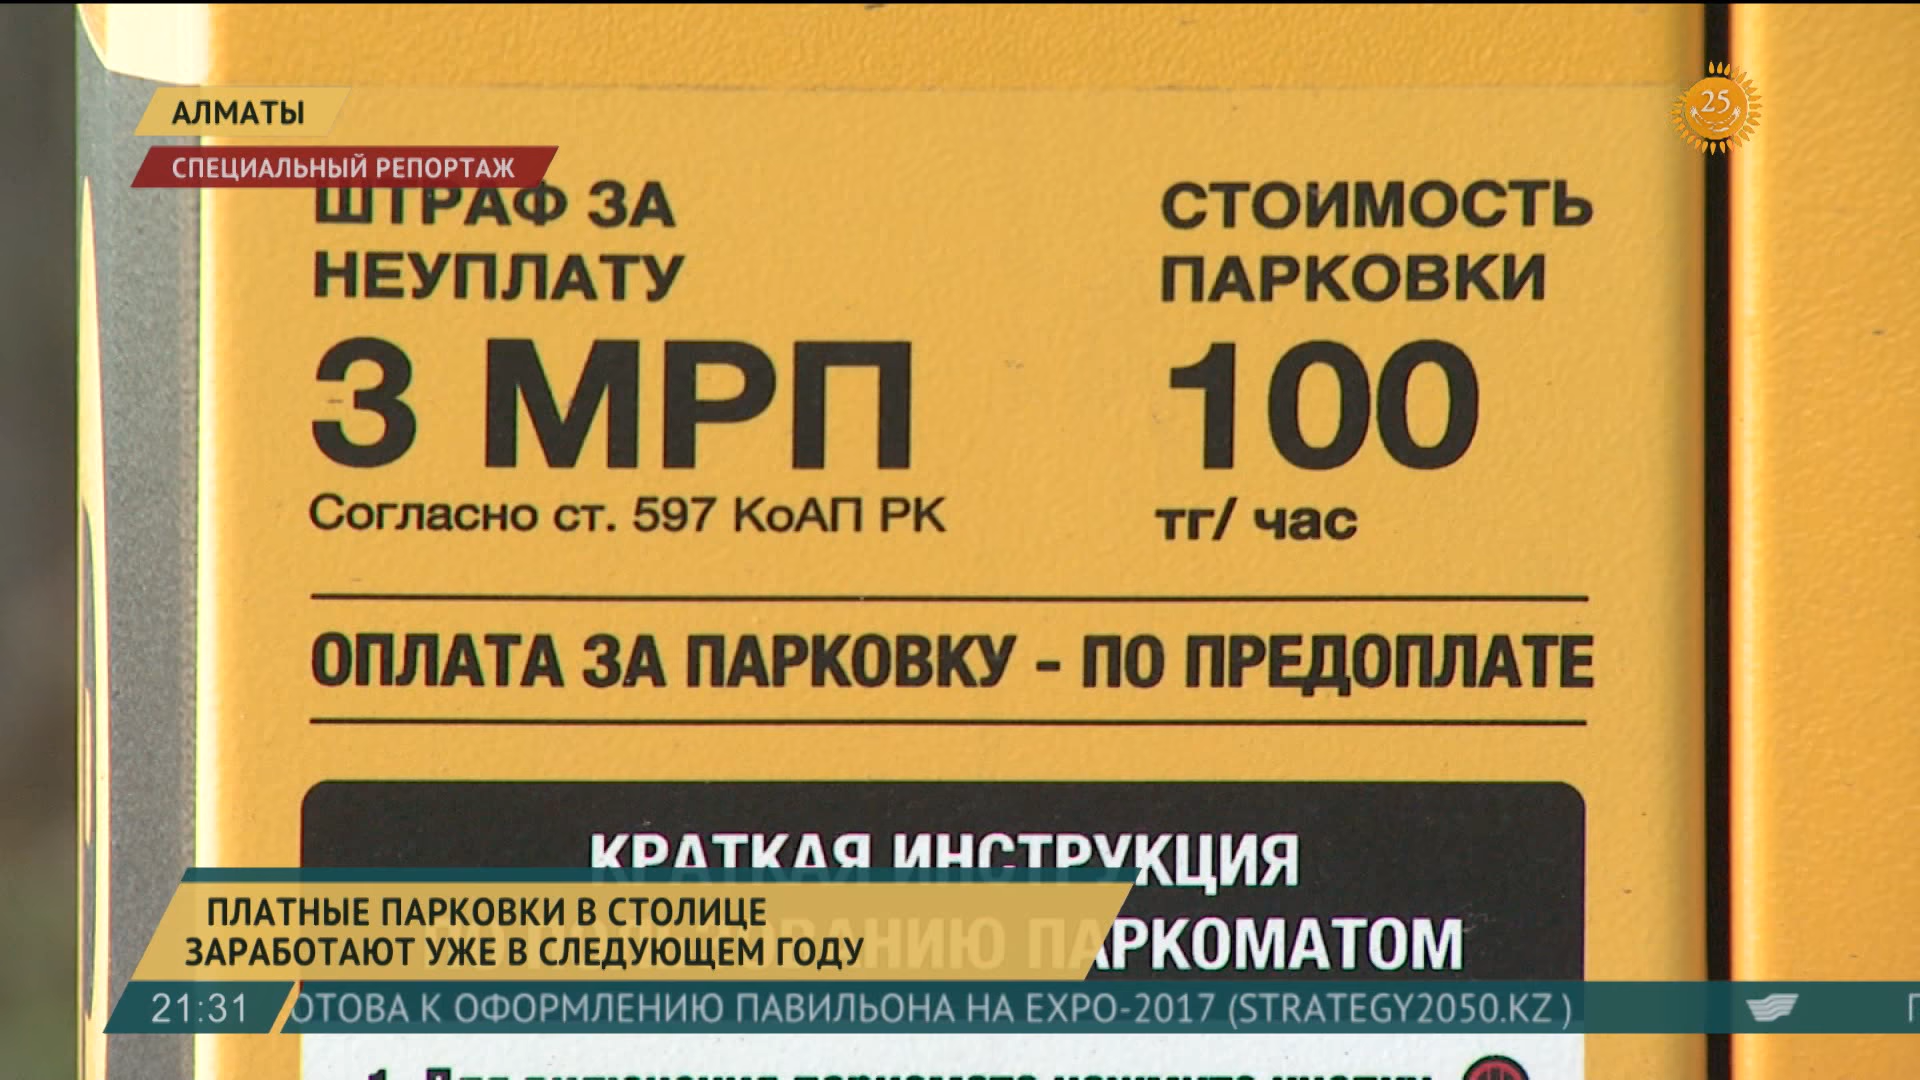 АЛМАТЫ
25
СПЕЦИАЛЬНЫЙ РЕПОРТАЖ
ШТРАФ ЗА
НЕУПЛАТУ
3 МРП
Согласно ст. 597 КоАП РК
СТОИМОСТЬ
ПАРКОВКИ
100
тг/ час
ОПЛАТА ЗА ПАРКОВКУ - ПО ПРЕДОПЛАТЕ
КРАТКАЯ ИНСТРУКЦИЯ
ПАРКОМАТОМ
ПЛАТНЫЕ ПАРКОВКИ В СТОЛИЦЕ
ЗАРАБОТАЮТ УЖЕ В СЛЕДУЮЩЕМ ГОДУ
21:31
ОТОВА К ОФОРМЛЕНИЮ ПАВИЛЬОНА НА EXPO-2017 (STRATEGY2050.KZ )